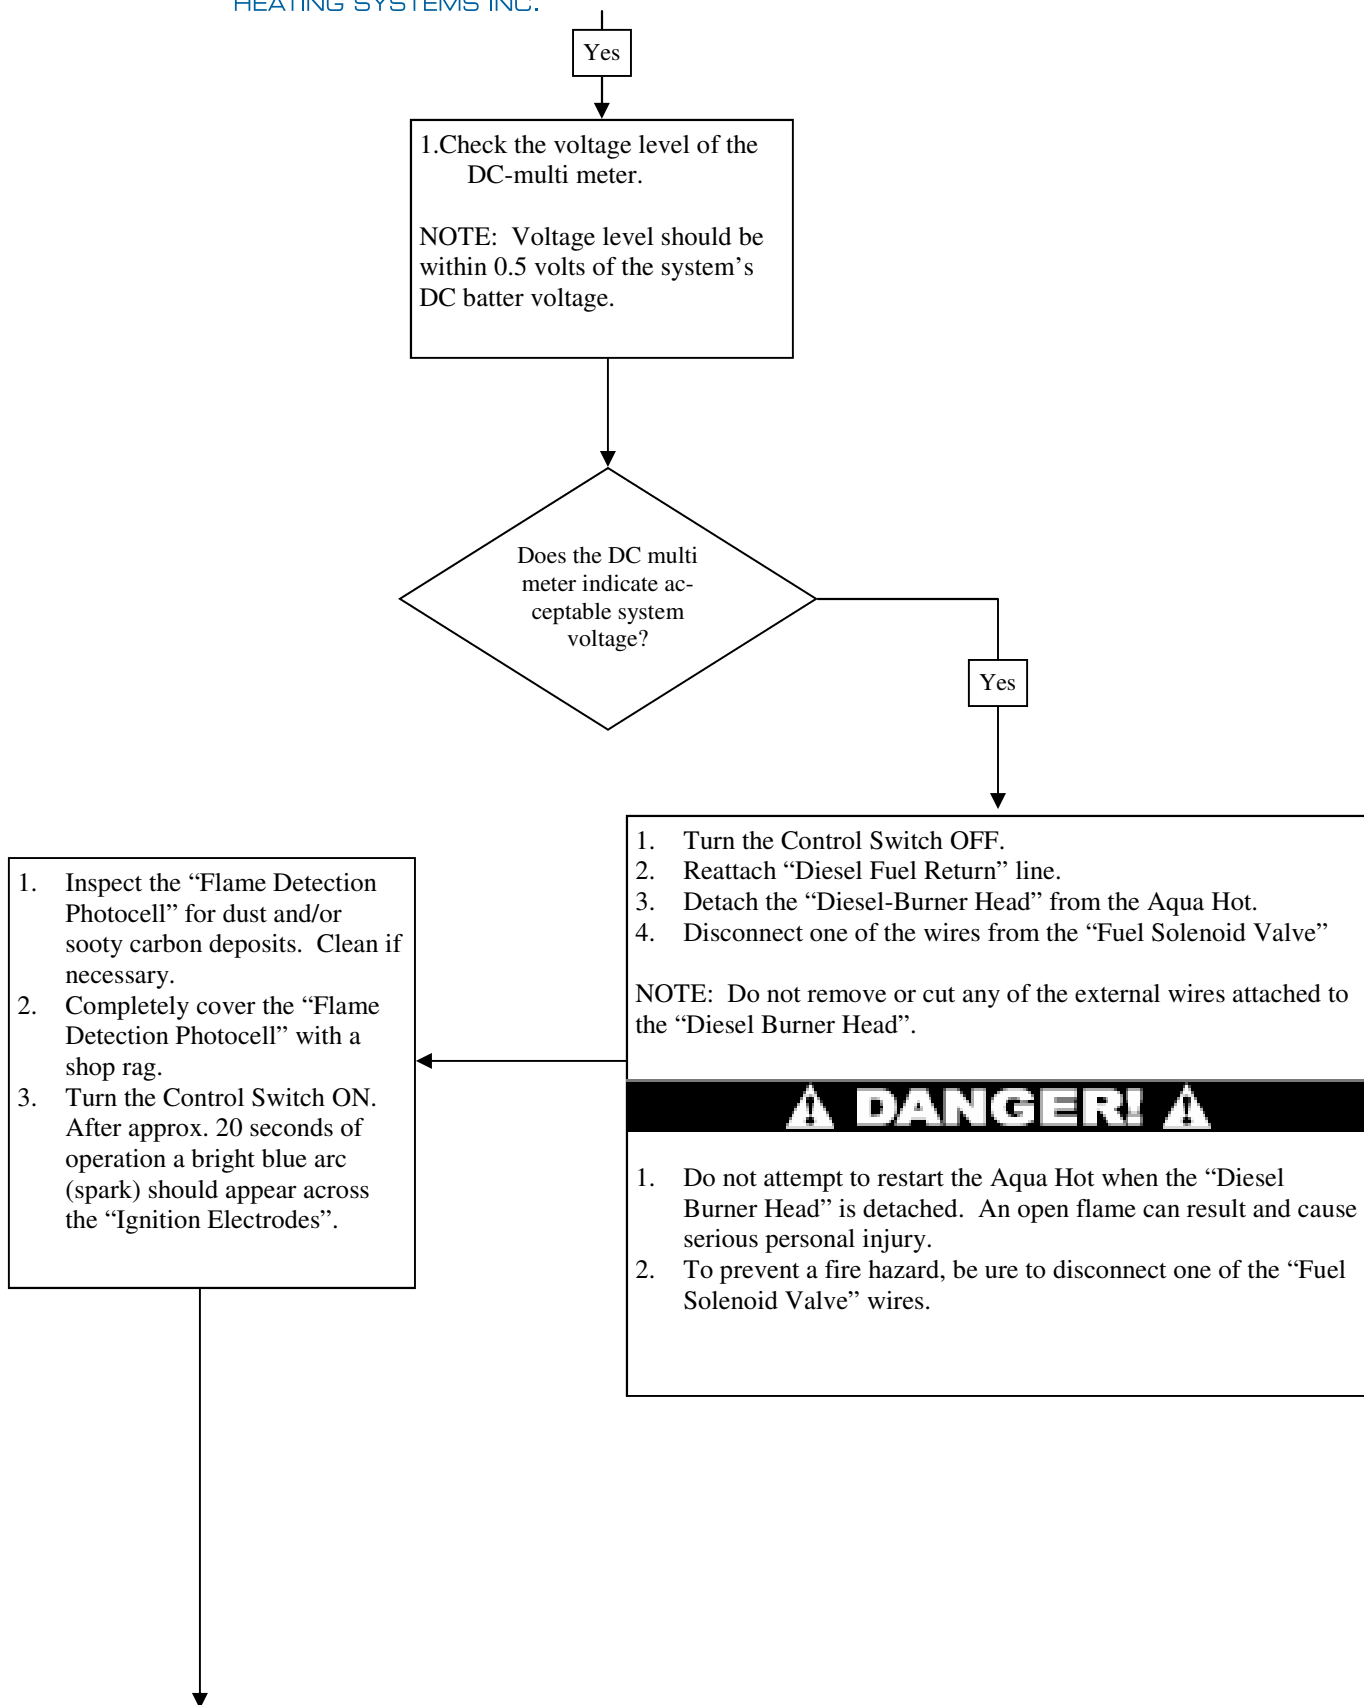 HEATING SYSTEMS INC.
Yes
1.Check the voltage level of the
DC-multi meter.
NOTE:  Voltage level should be
within 0.5 volts of the system’s
DC batter voltage.
Does the DC multi
meter indicate ac-
ceptable system
voltage?
Yes
1. Turn the Control Switch OFF.
2. Reattach “Diesel Fuel Return” line.
3. Detach the “Diesel-Burner Head” from the Aqua Hot.
4. Disconnect one of the wires from the “Fuel Solenoid Valve”
NOTE:  Do not remove or cut any of the external wires attached to
the “Diesel Burner Head”.
DANGER!
1. Do not attempt to restart the Aqua Hot when the “Diesel
Burner Head” is detached.  An open flame can result and cause
serious personal injury.
2. To prevent a fire hazard, be ure to disconnect one of the “Fuel
Solenoid Valve” wires.
1. Inspect the “Flame Detection
Photocell” for dust and/or
sooty carbon deposits.  Clean if
necessary.
2. Completely cover the “Flame
Detection Photocell” with a
shop rag.
3. Turn the Control Switch ON.
After approx. 20 seconds of
operation a bright blue arc
(spark) should appear across
the “Ignition Electrodes”.